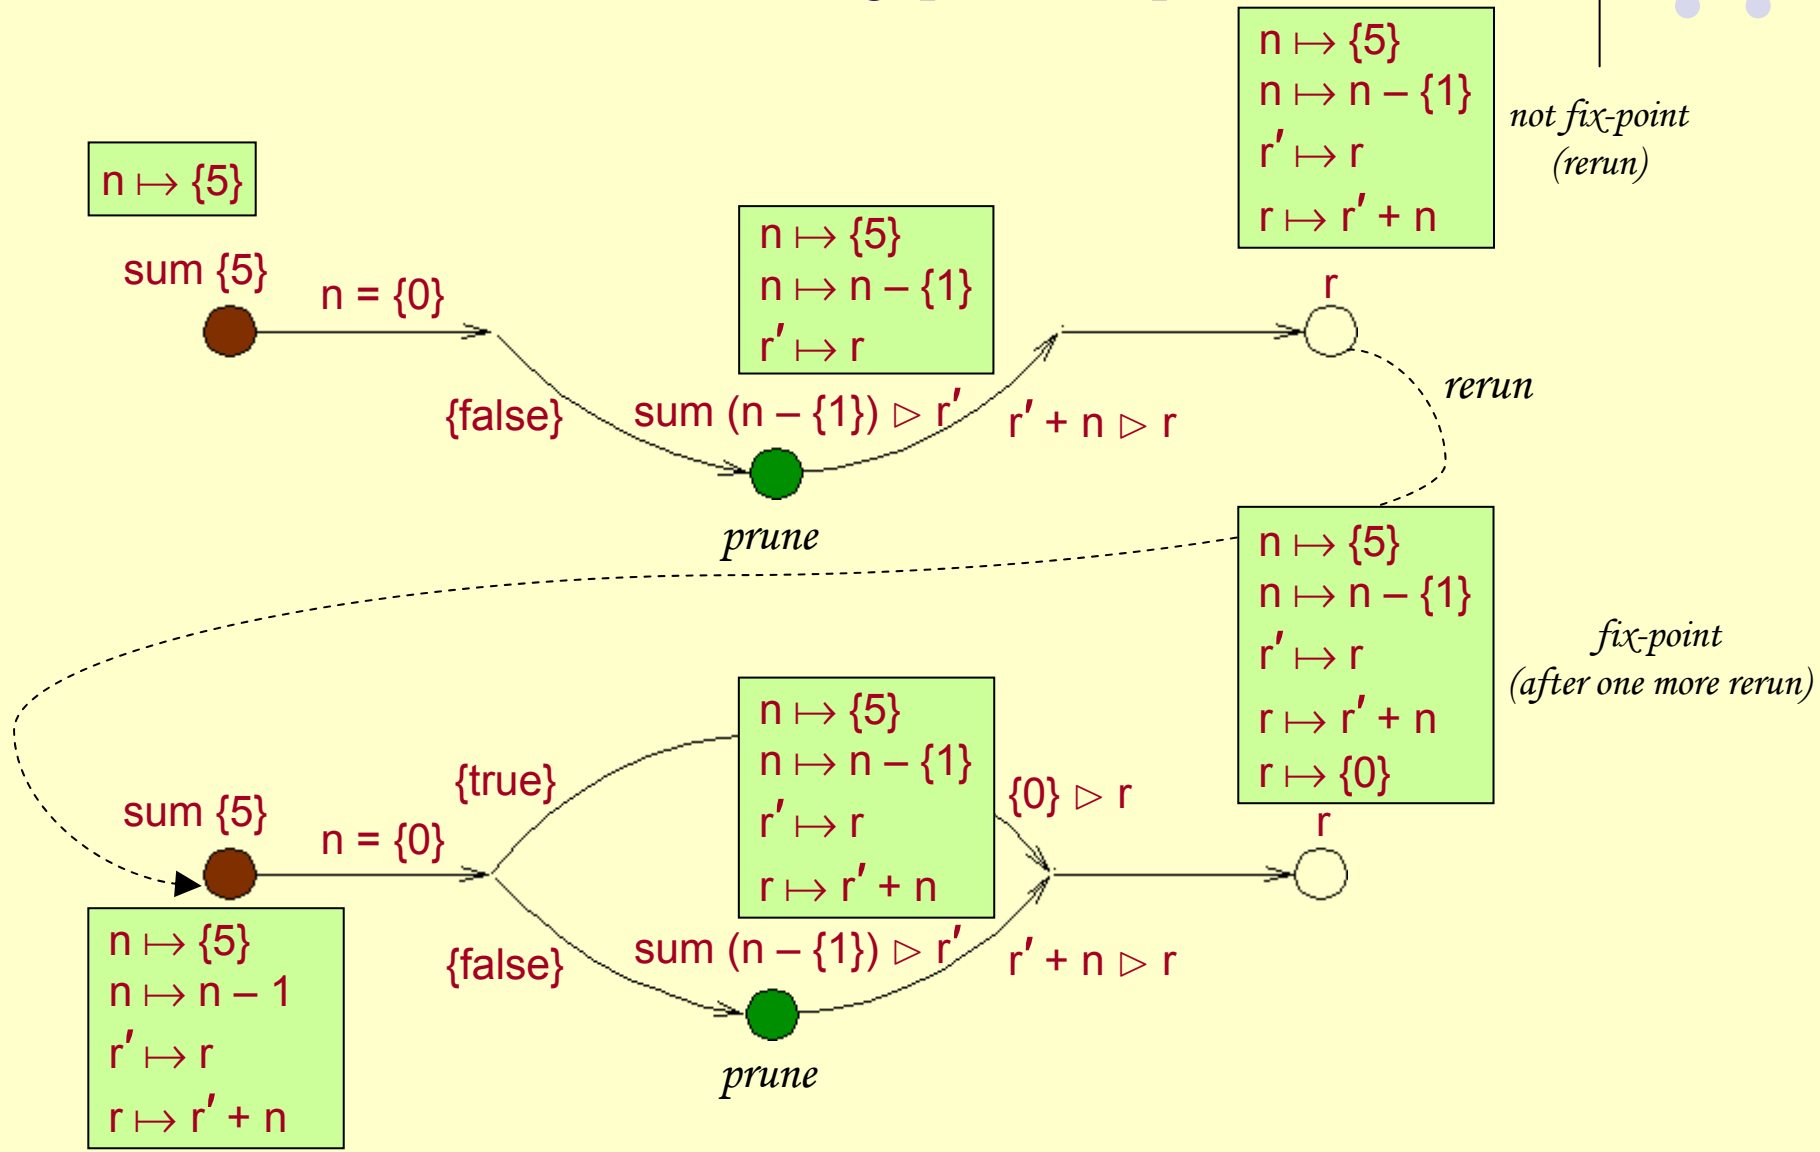 n ↦ {5}
n ↦ n – {1}
r′ ↦ r
r ↦ r′ + n
not fix-point
(rerun)
n ↦ {5}
sum {5}
n = {0}
{false}
n ↦ {5}
n ↦ n – {1}
r′ ↦ r
sum (n – {1}) ▷ r′
r′ + n ▷ r
r
rerun
prune
n ↦ {5}
n ↦ n – {1}
r′ ↦ r
r ↦ r′ + n
r ↦ {0}
fix-point
(after one more rerun)
sum {5}
n = {0}
{true}
n ↦ {5}
n ↦ n – {1}
r′ ↦ r
r ↦ r′ + n
{0} ▷ r
r
{false}
sum (n – {1}) ▷ r′
r′ + n ▷ r
prune
n ↦ {5}
n ↦ n – 1
r′ ↦ r
r ↦ r′ + n